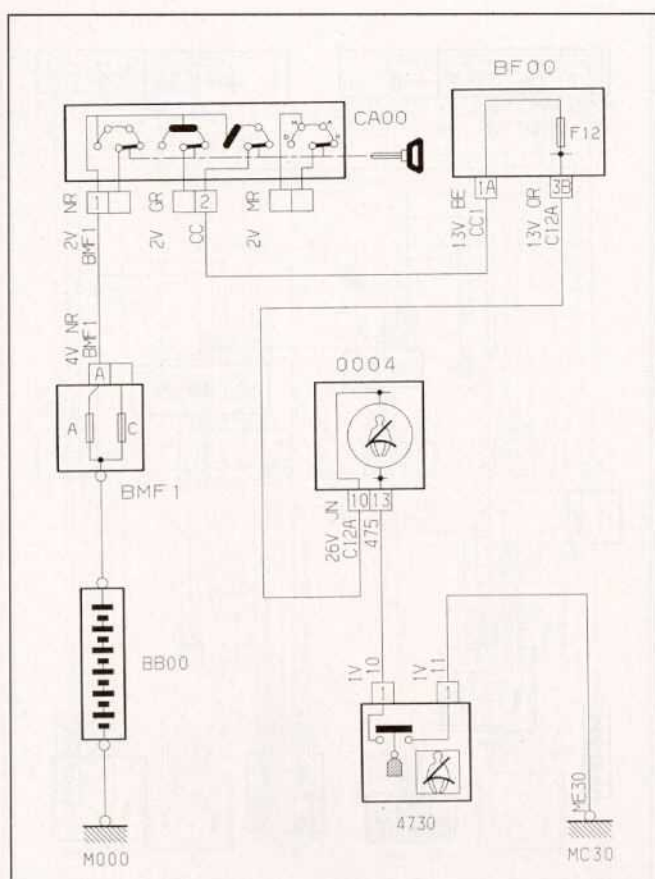 BF00
CA00
F12
1
2
1A
3B
NR
GR
MR
2V BMF1
2V CC
2V
13V BE CC1
13V OR C12A
4V NR BMF1
A
0004
A C
BMF1
10 13
26V JN C12A 475
BB00
1V 10
1V 11
1 1
4730
M000
ME30
MC30